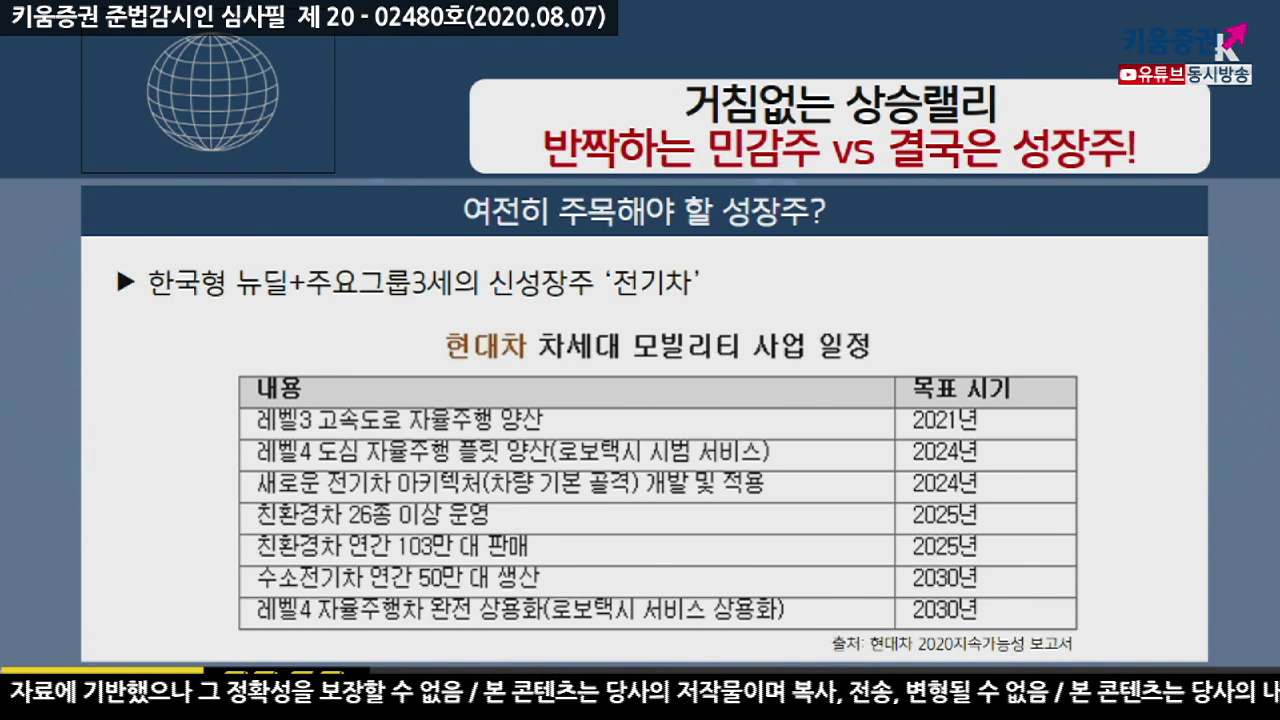 키움증권 준법감시인 심사필 제 20 - 02480호(2020.08.07)
키움증권
유튜브동시방송
거침없는 상승랠리
반짝하는 민감주 vs 결국은 성장주!
여전히 주목해야 할 성장주?
▶ 한국형 뉴딜+주요그룹3세의 신성장주 ‘전기차’
현대차 차세대 모빌리티 사업 일정
내용 목표 시기
레벨3 고속도로 자율주행 양산 2021년
레벨4 도심 자율주행 플릿 양산(로보택시 시범 서비스) 2024년
새로운 전기차 아키텍처(차량 기본 골격) 개발 및 적용 2024년
친환경차 26종 이상 운영 2025년
친환경차 연간 103만 대 판매 2025년
수소전기차 연간 50만 대 생산 2030년
레벨4 자율주행차 완전 상용화(로보택시 서비스 상용화) 2030년
출처: 현대차 2020지속가능성 보고서
자료에 기반했으나 그 정확성을 보장할 수 없음 / 본 콘텐츠는 당사의 저작물이며 복사, 전송, 변형될 수 없음 / 본 콘텐츠는 당사의